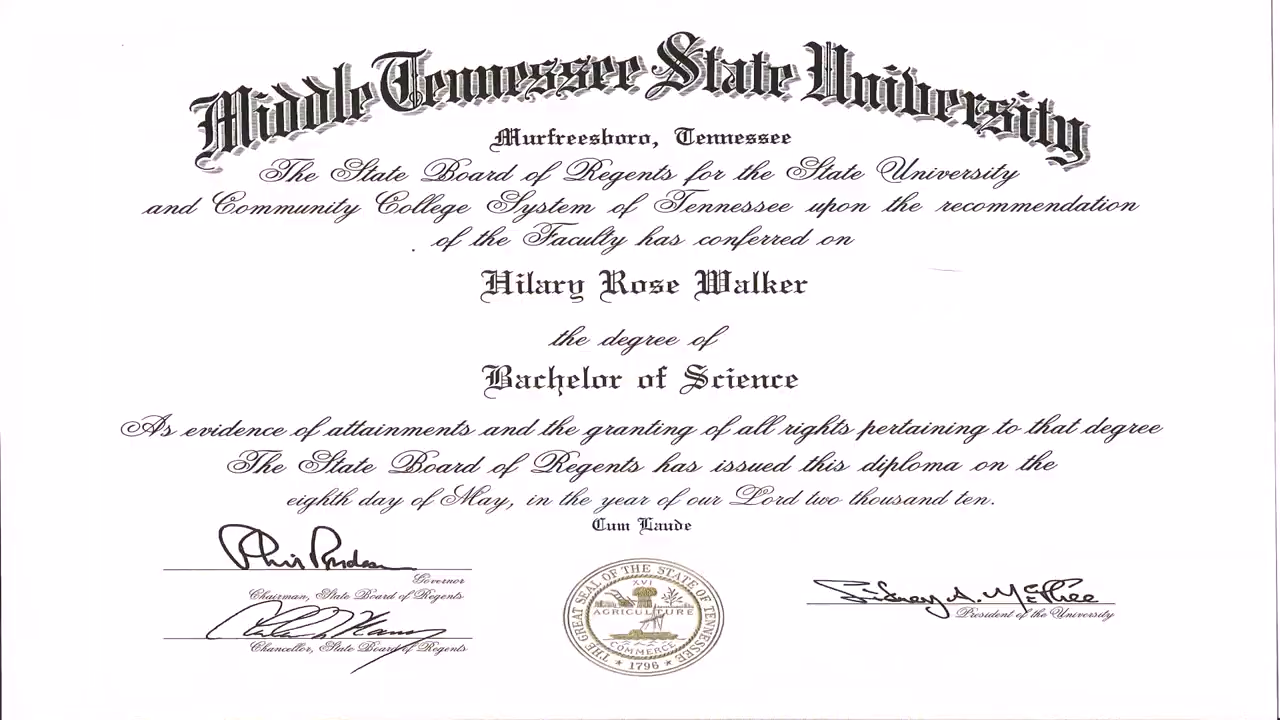 Middle Tennessee State University
Murfreesboro, Tennessee
The State Board of Regents for the State University
and Community College System of Tennessee upon the recommendation
of the Faculty has conferred on
Hilary Rose Walker
the degree of
Bachelor of Science
As evidence of attainments and the granting of all rights pertaining to that degree
The State Board of Regents has issued this diploma on the
eighth day of May, in the year of our Lord two thousand ten.
Cum Laude
Governor
Chairman, State Board of Regents
Chancellor, State Board of Regents
THE GREAT SEAL OF THE STATE OF TENNESSEE
XVI
AGRICULTURE
COMMERCE
★ 1796 ★
Sidney A. McPhee
President of the University